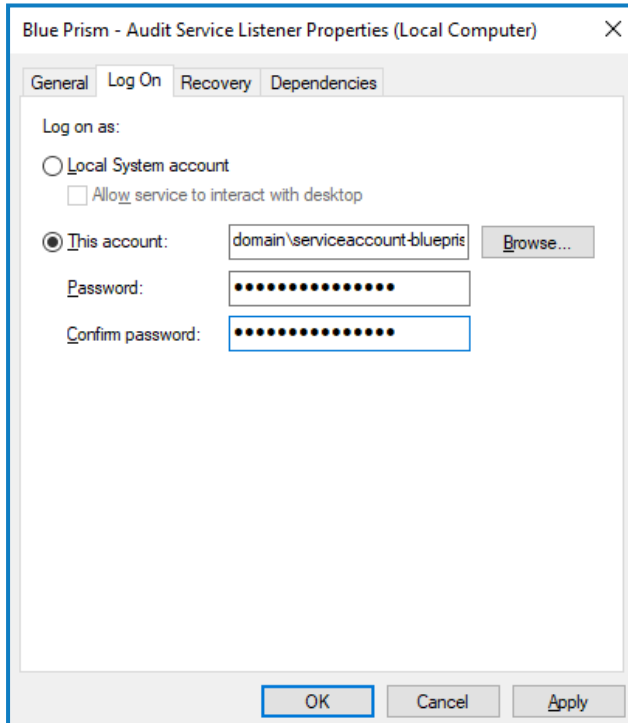 Blue Prism - Audit Service Listener Properties (Local Computer)
General Log On Recovery Dependencies
Log on as:
Local System account
Allow service to interact with desktop
This account: domain\serviceaccount-bluepris Browse...
Password: ●●●●●●●●●●●●●●●
Confirm password: ●●●●●●●●●●●●●●●
OK Cancel Apply